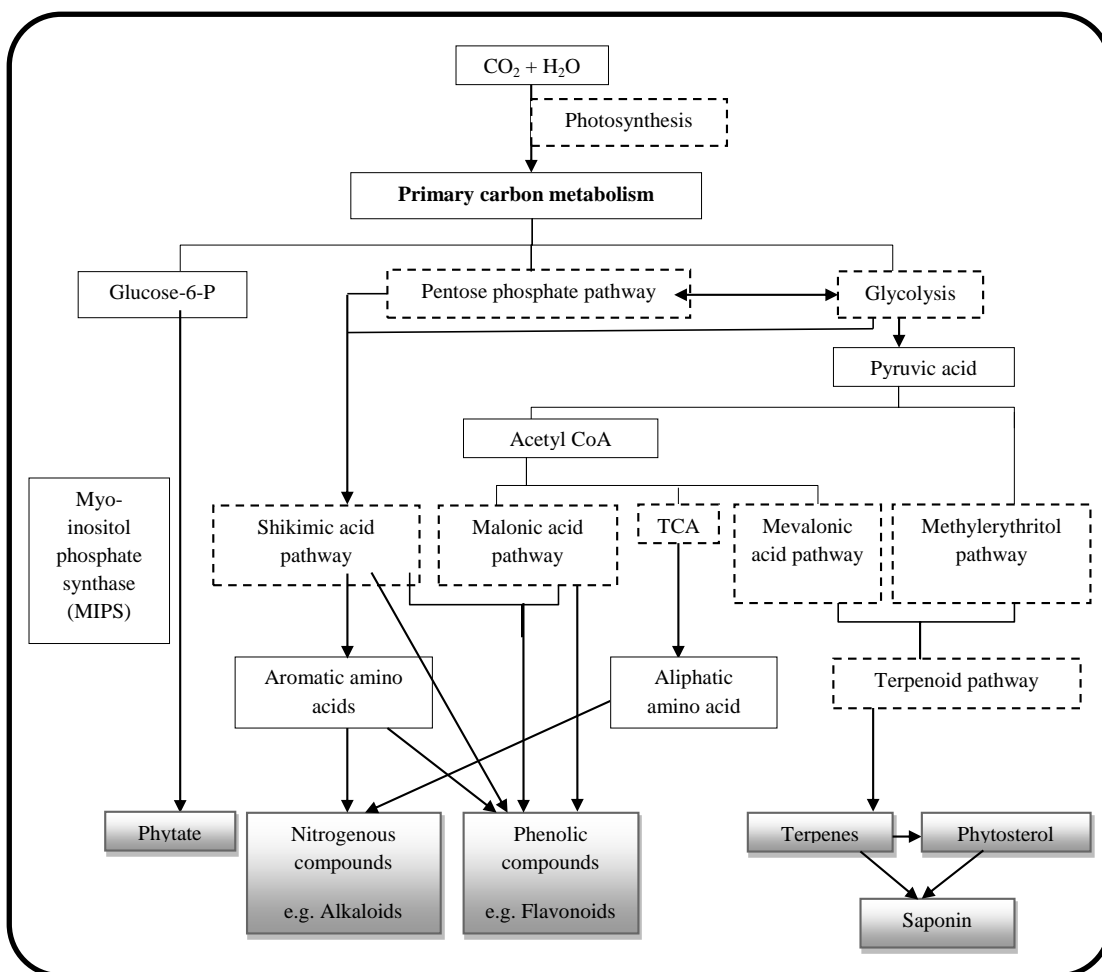 CO₂ + H₂O
Photosynthesis
Primary carbon metabolism
Glucose-6-P
Pentose phosphate pathway
Glycolysis
Pyruvic acid
Acetyl CoA
Myo-
inositol
phosphate
synthase
(MIPS)
Shikimic acid
pathway
Malonic acid
pathway
TCA
Mevalonic
acid pathway
Methylerythritol
pathway
Aromatic amino
acids
Aliphatic
amino acid
Terpenoid pathway
Phytate
Nitrogenous
compounds
e.g. Alkaloids
Phenolic
compounds
e.g. Flavonoids
Terpenes
Phytosterol
Saponin